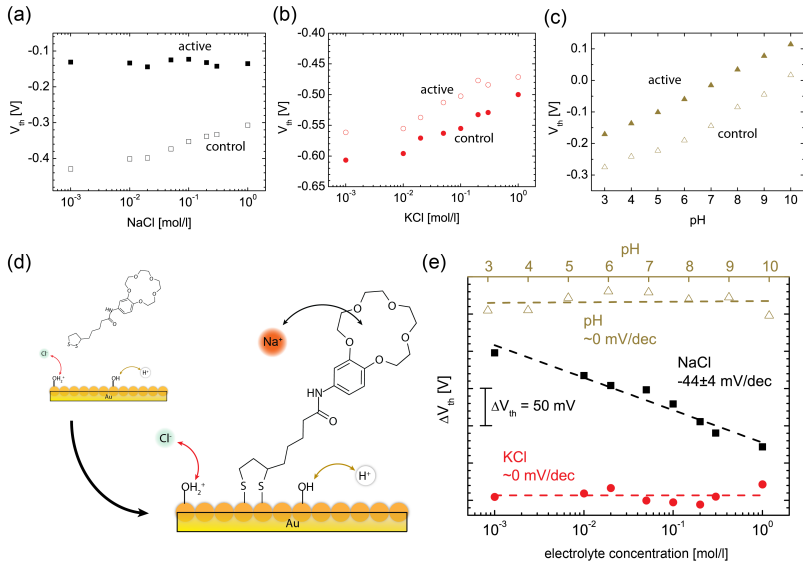 (a)
active
control
V_th [V]
-0.1
-0.2
-0.3
-0.4
10^-3
10^-2
10^-1
10^0
NaCl [mol/l]
(b)
active
control
V_th [V]
-0.40
-0.45
-0.50
-0.55
-0.60
-0.65
10^-3
10^-2
10^-1
10^0
KCl [mol/l]
(c)
active
control
V_th [V]
0.1
0.0
-0.1
-0.2
-0.3
3 4 5 6 7 8 9 10
pH
(d)
O
O
O
O
O
O
HN
O
S
S
Cl-
OH2+
OH
H+
Au
Na+
O
O
O
O
O
O
NH
O
Cl-
OH2+
S
S
OH
H+
Au
(e)
pH
3 4 5 6 7 8 9 10
pH
~0 mV/dec
NaCl
-44±4 mV/dec
ΔV_th = 50 mV
ΔV_th [V]
KCl
~0 mV/dec
10^-3
10^-2
10^-1
10^0
electrolyte concentration [mol/l]